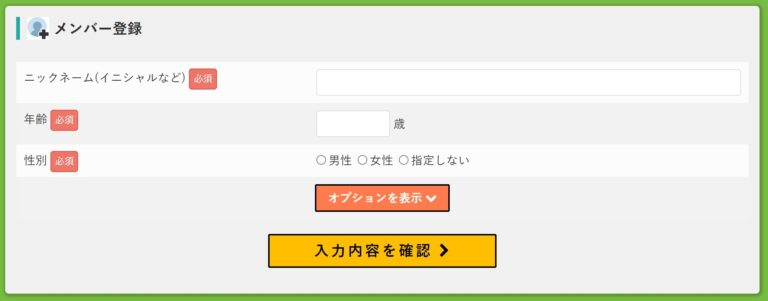 メンバー登録
ニックネーム(イニシャルなど) 必須
年齢 必須 歳
性別 必須 男性 女性 指定しない
オプションを表示
入力内容を確認